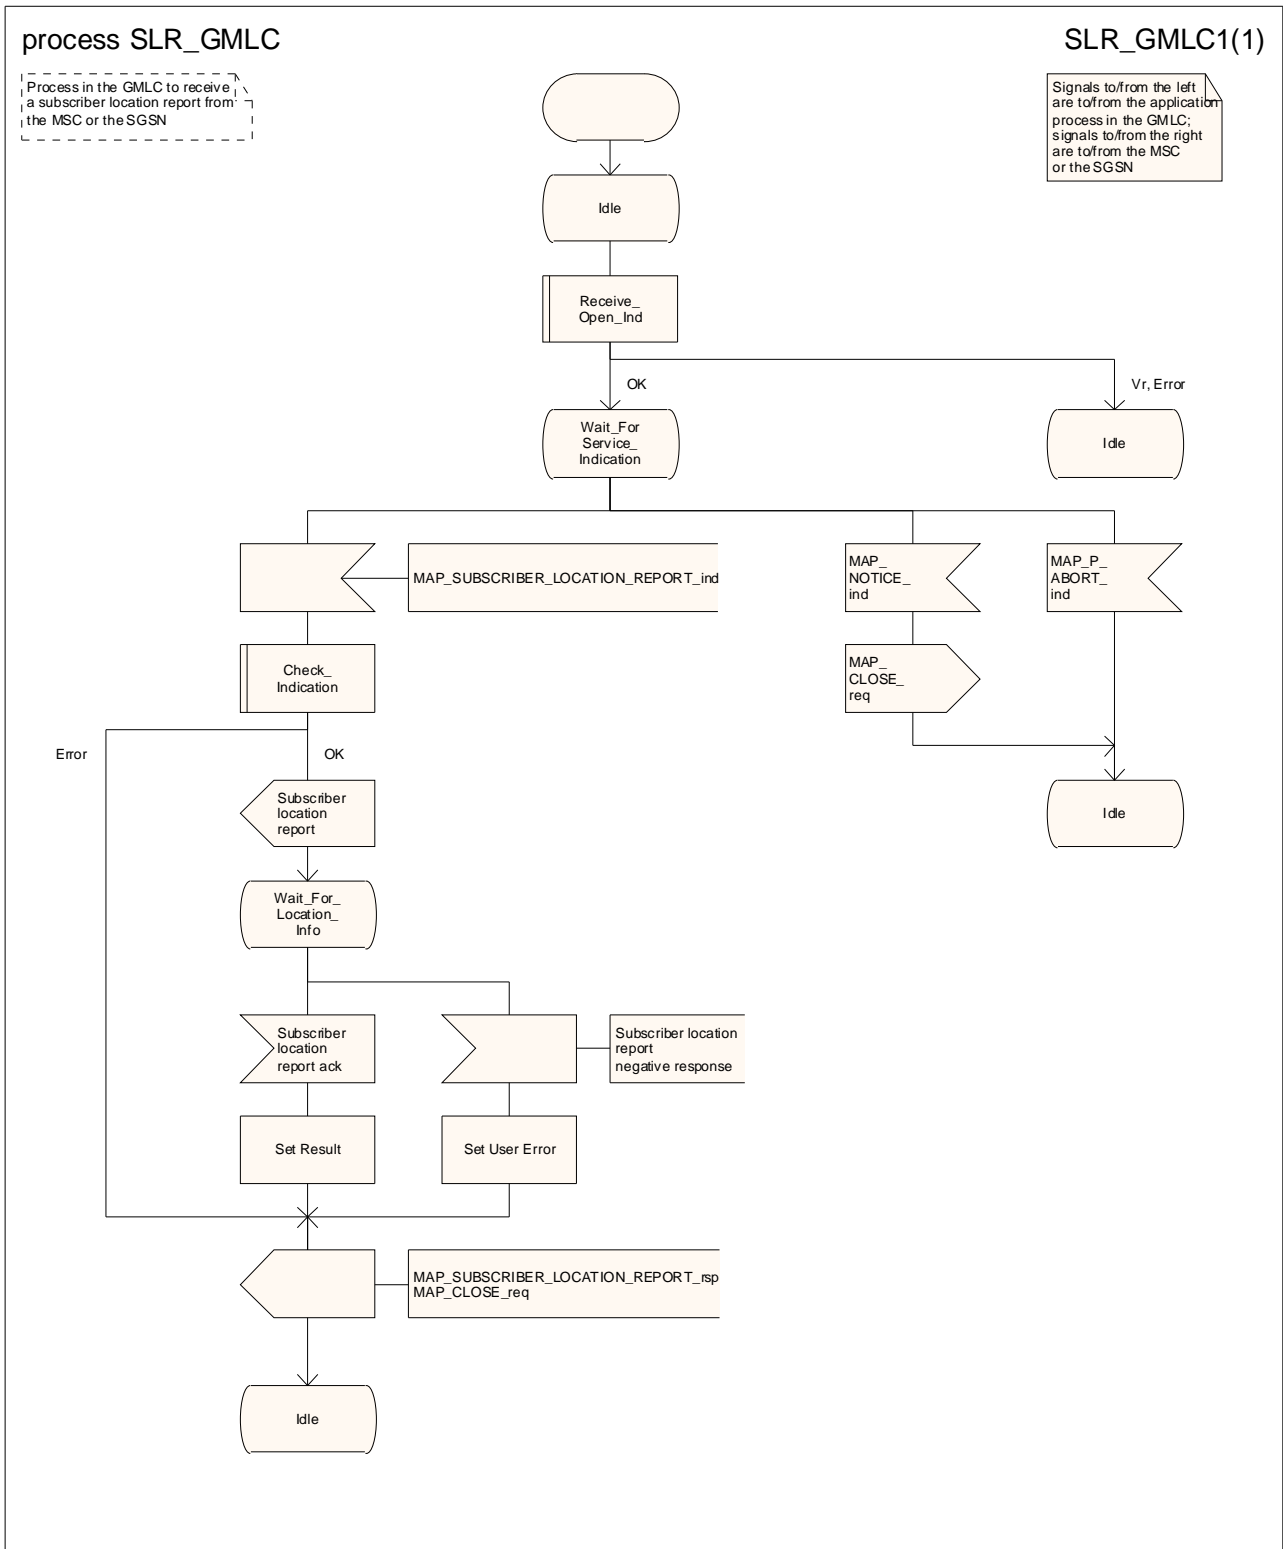 process SLR_GMLC
SLR_GMLC1(1)
Process in the GMLC to receive
a subscriber location report from
the MSC or the SGSN
Signals to/from the left
are to/from the application
process in the GMLC;
signals to/from the right
are to/from the MSC
or the SGSN
Idle
Receive_
Open_Ind
OK
Vr, Error
Wait_For
Service_
Indication
Idle
MAP_SUBSCRIBER_LOCATION_REPORT_ind
MAP_
NOTICE_
ind
MAP_P_
ABORT_
ind
Check_
Indication
MAP_
CLOSE_
req
Error
OK
Subscriber
location
report
Idle
Wait_For_
Location_
Info
Subscriber
location
report ack
Subscriber location
report
negative response
Set Result
Set User Error
MAP_SUBSCRIBER_LOCATION_REPORT_rsp
MAP_CLOSE_req
Idle